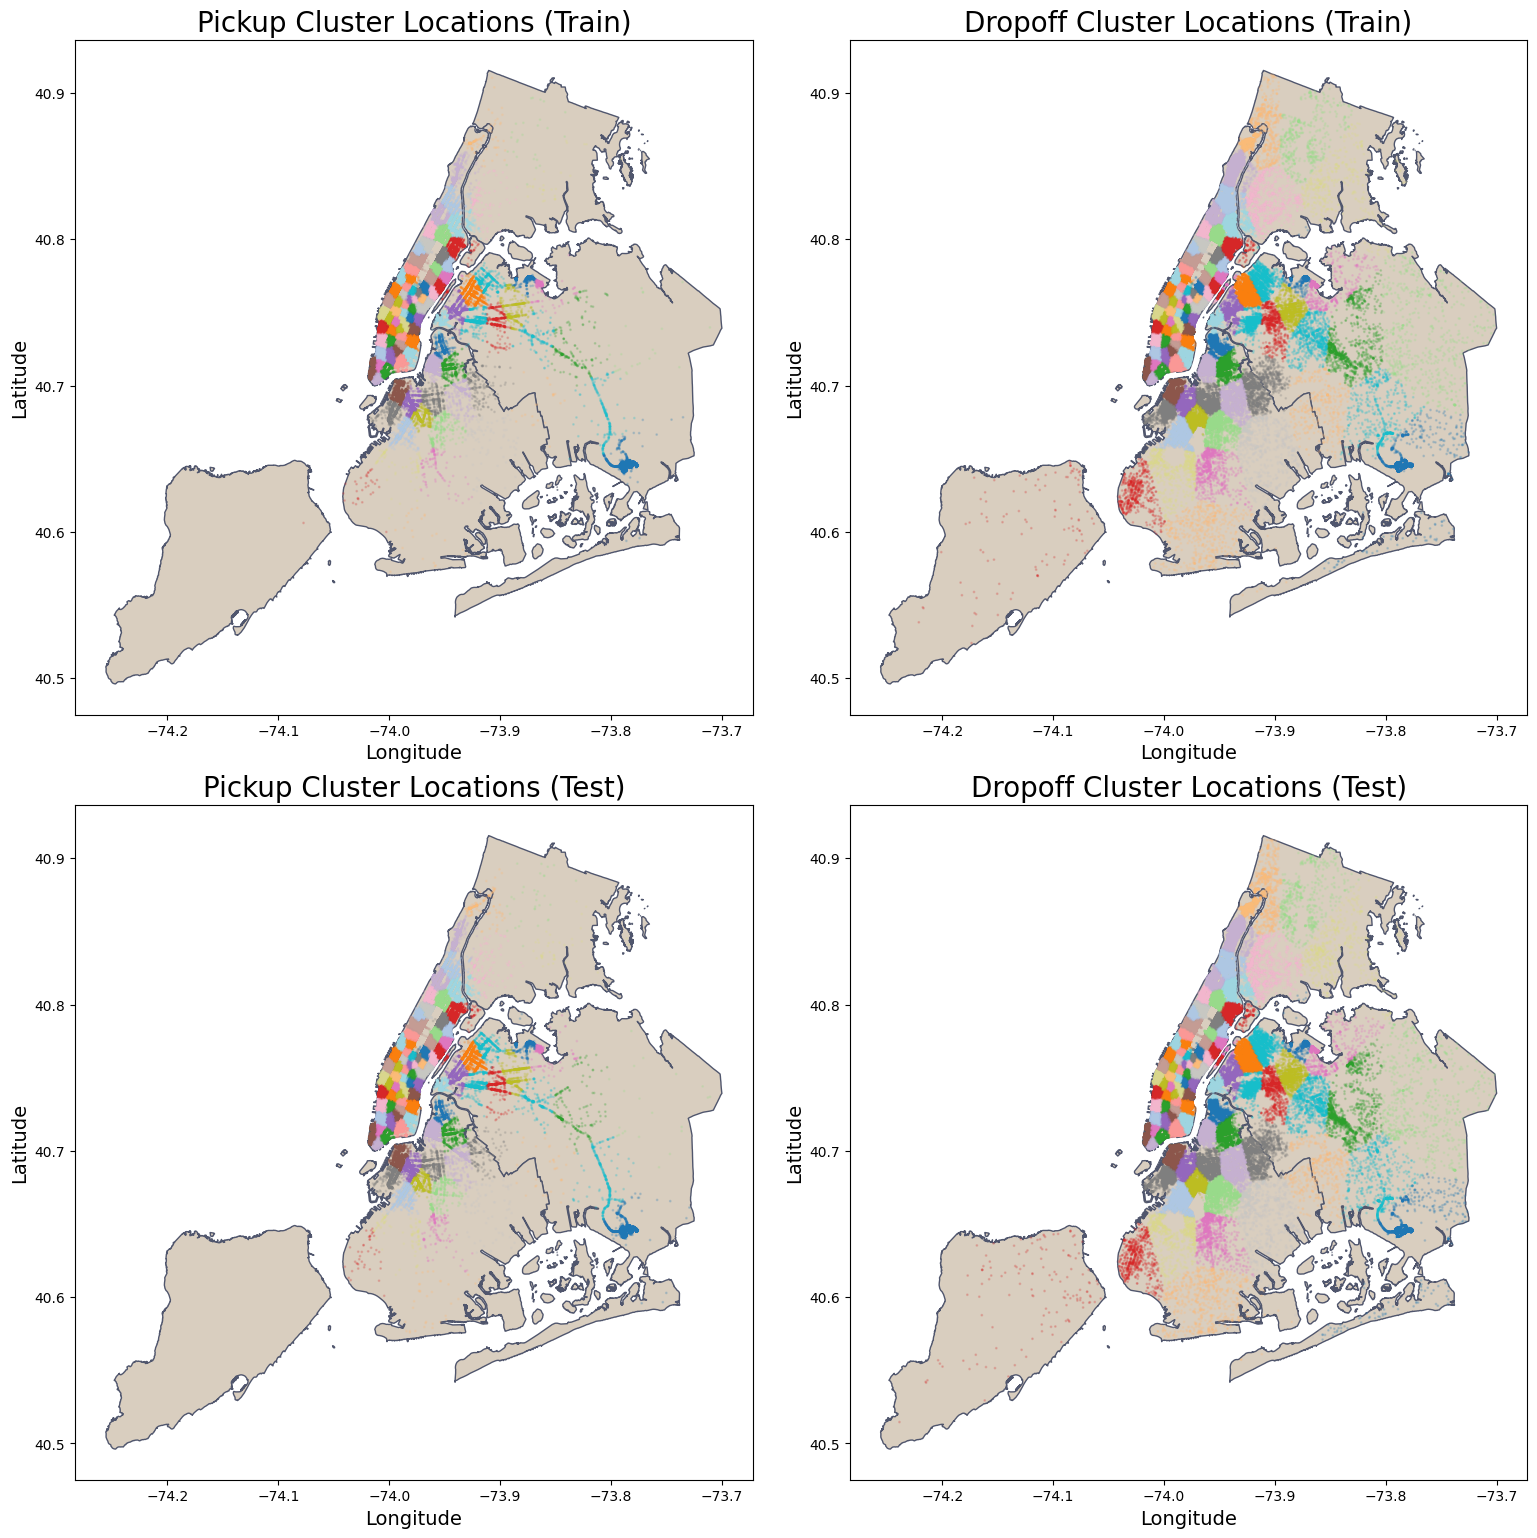 Pickup Cluster Locations (Train)
40.9
40.8
40.7
40.6
40.5
Latitude
−74.2 −74.1 −74.0 −73.9 −73.8 −73.7
Longitude
Dropoff Cluster Locations (Train)
40.9
40.8
40.7
40.6
40.5
Latitude
−74.2 −74.1 −74.0 −73.9 −73.8 −73.7
Longitude
Pickup Cluster Locations (Test)
40.9
40.8
40.7
40.6
40.5
Latitude
−74.2 −74.1 −74.0 −73.9 −73.8 −73.7
Longitude
Dropoff Cluster Locations (Test)
40.9
40.8
40.7
40.6
40.5
Latitude
−74.2 −74.1 −74.0 −73.9 −73.8 −73.7
Longitude